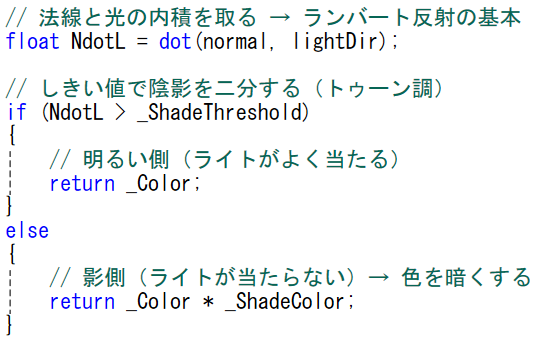 // 法線と光の内積を取る → ランバート反射の基本
float NdotL = dot(normal, lightDir);

// しきい値で陰影を二分する（トゥーン調）
if (NdotL > _ShadeThreshold)
{
    // 明るい側（ライトがよく当たる）
    return _Color;
}
else
{
    // 影側（ライトが当たらない）→ 色を暗くする
    return _Color * _ShadeColor;
}